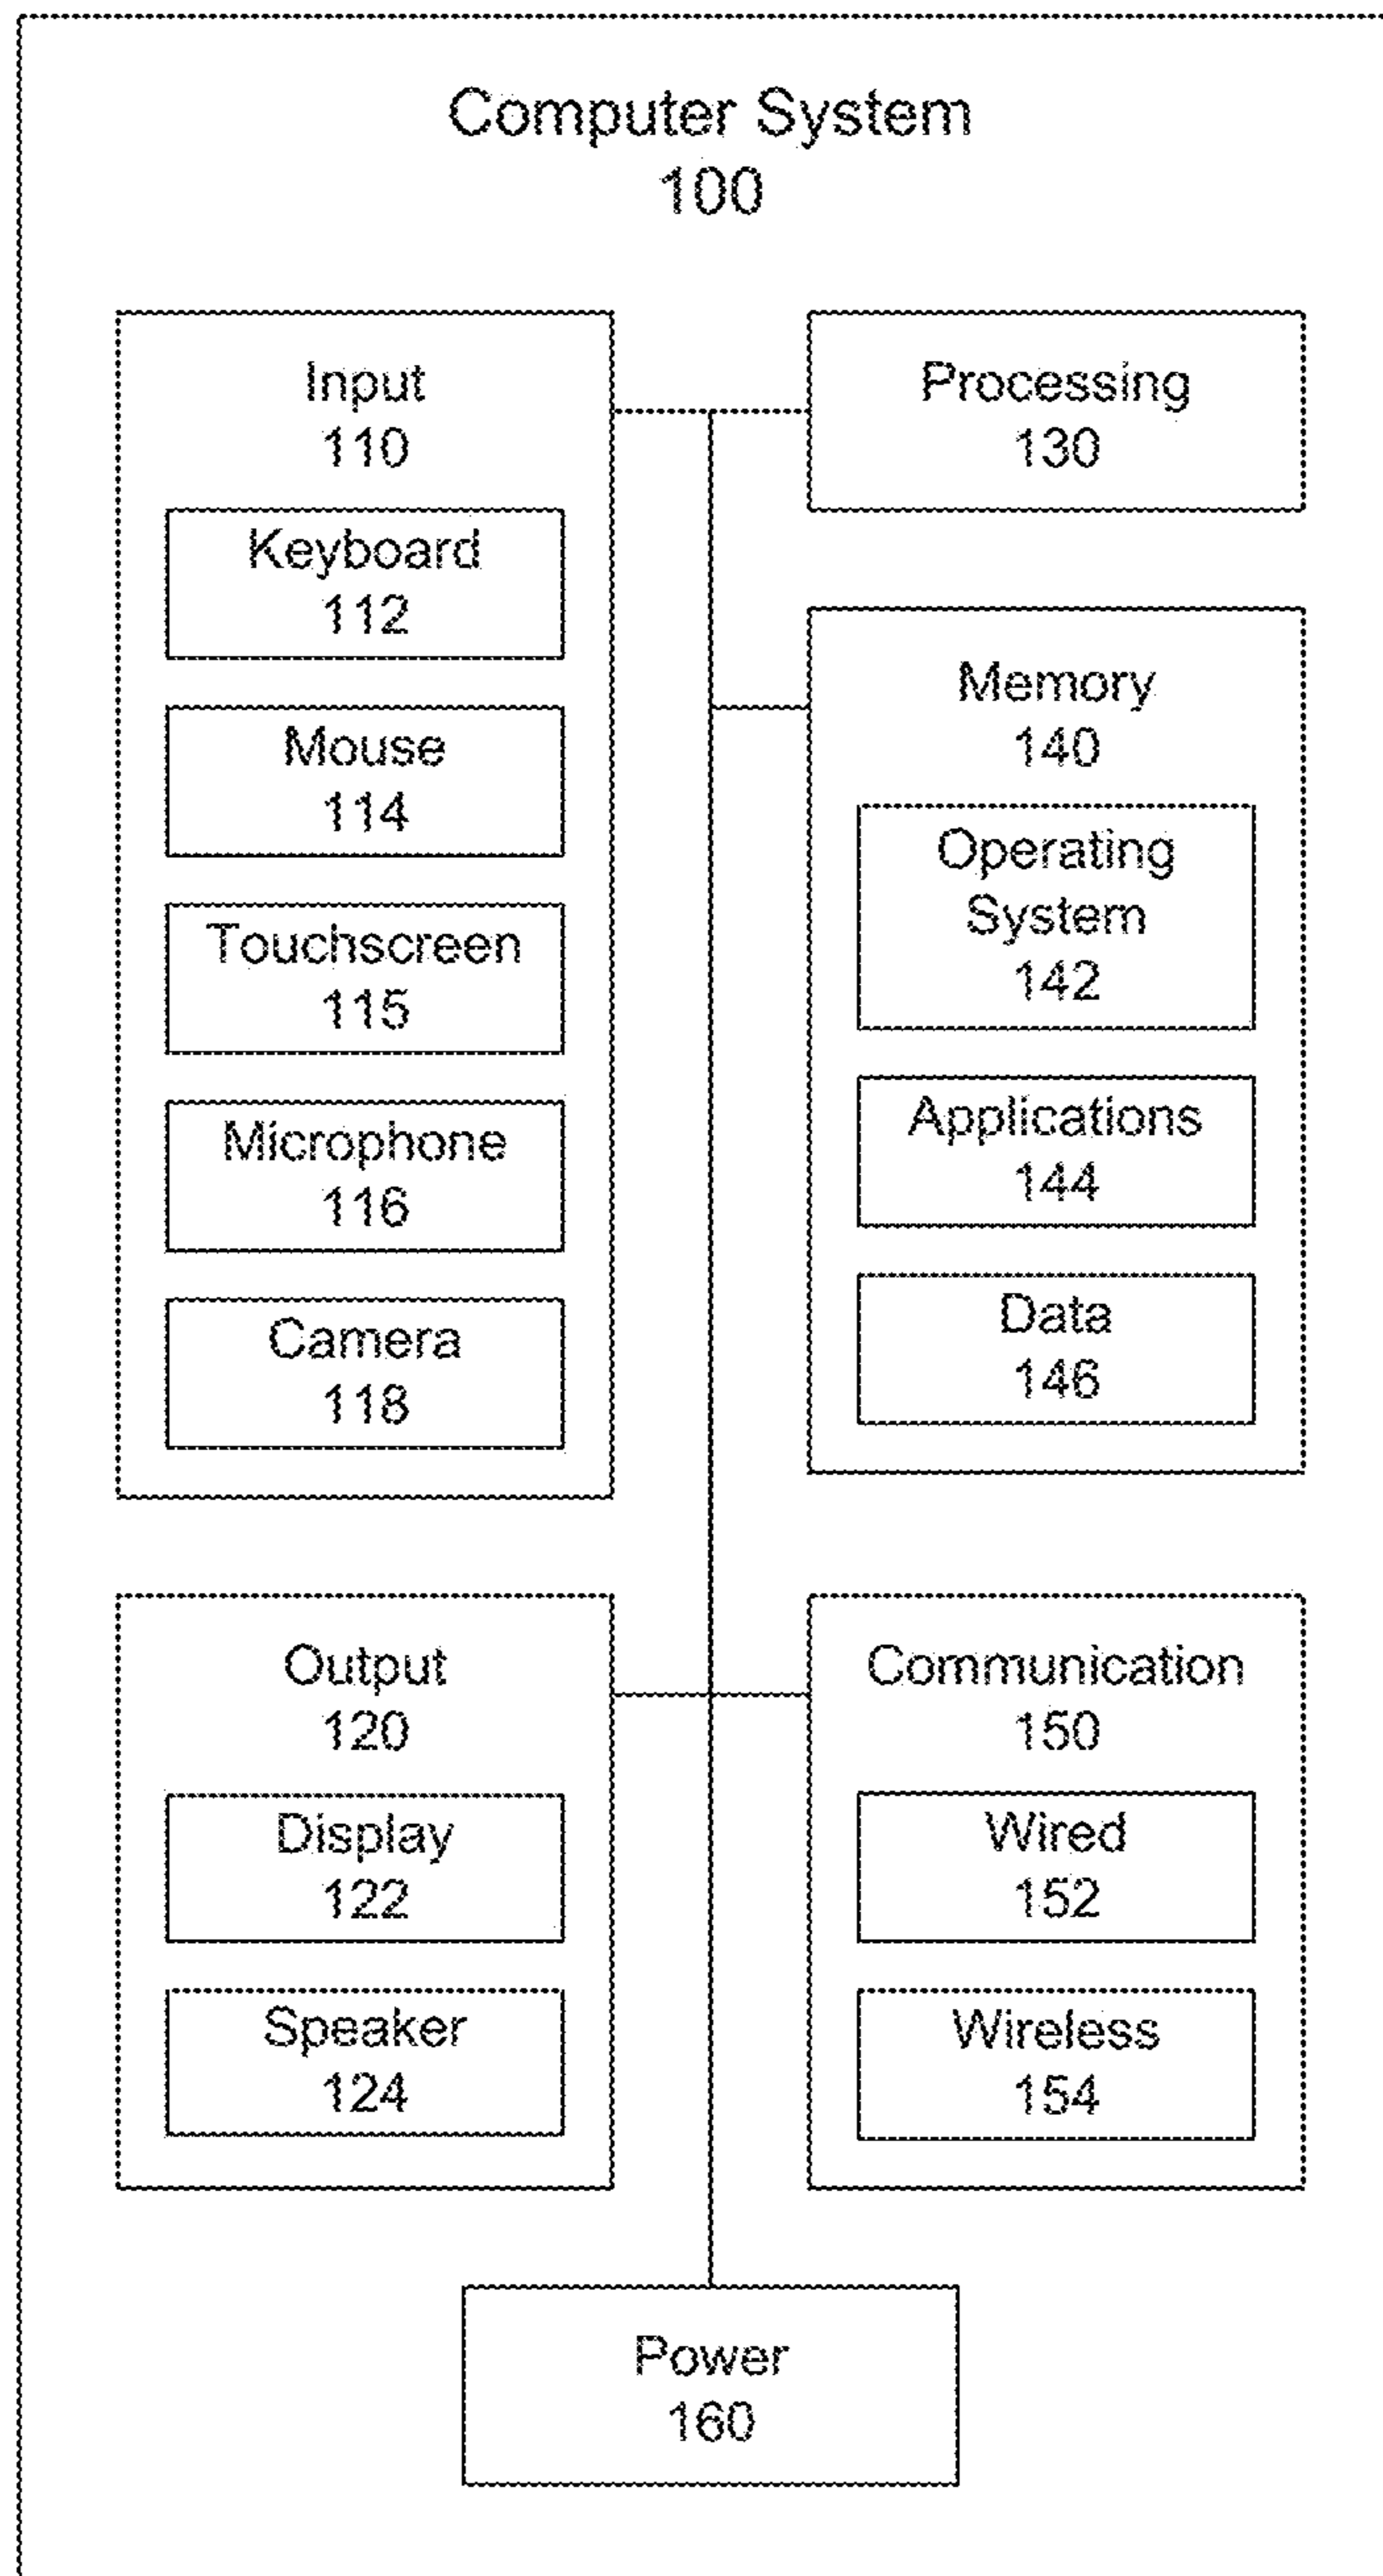 Computer System
100
Input
110
Keyboard
112
Mouse
114
Touchscreen
115
Microphone
116
Camera
118
Processing
130
Memory
140
Operating
System
142
Applications
144
Data
146
Output
120
Display
122
Speaker
124
Communication
150
Wired
152
Wireless
154
Power
160